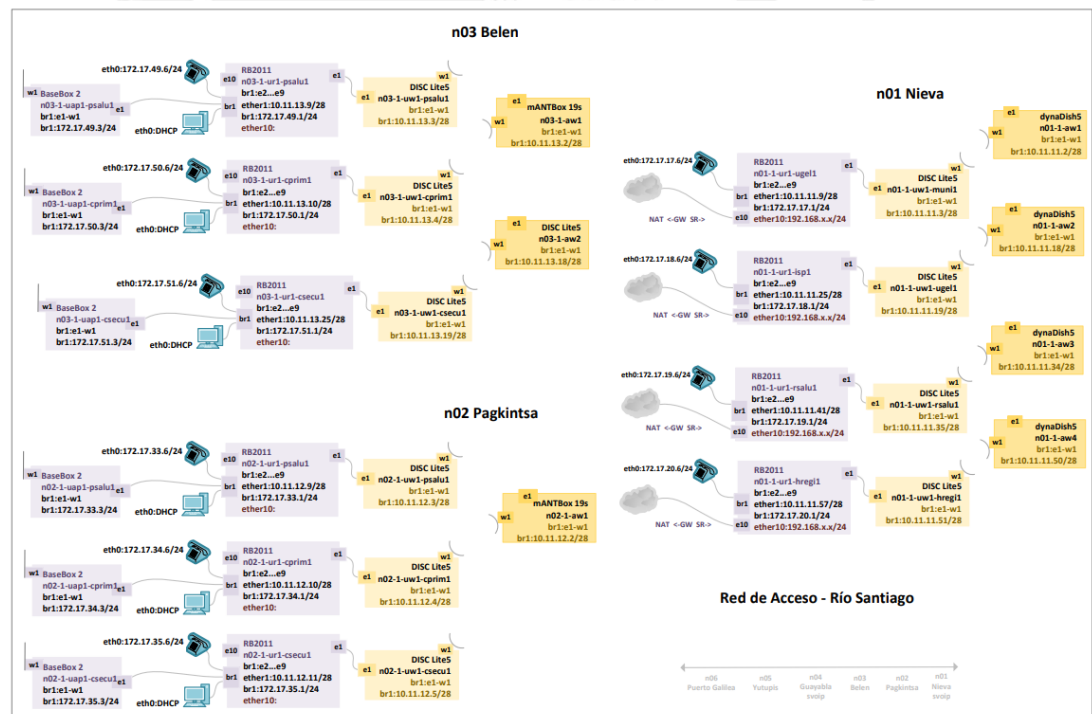 n03 Belen
eth0:172.17.49.6/24
w1
BaseBox 2
n03-1-uap1-psalu1
e1
br1:e1-w1
br1:172.17.49.3/24
eth0:DHCP
e10
br1
RB2011
n03-1-ur1-psalu1
br1:e2...e9
ether1:10.11.13.9/28
br1:172.17.49.1/24
ether10:
e1
w1
DISC Lite5
e1
n03-1-uw1-psalu1
br1:e1-w1
br1:10.11.13.3/28
e1
mANTBox 19s
w1
n03-1-aw1
br1:e1-w1
br1:10.11.13.2/28
eth0:172.17.50.6/24
w1
BaseBox 2
n03-1-uap1-cprim1
e1
br1:e1-w1
br1:172.17.50.3/24
eth0:DHCP
e10
br1
RB2011
n03-1-ur1-cprim1
br1:e2...e9
ether1:10.11.13.10/28
br1:172.17.50.1/24
ether10:
e1
w1
DISC Lite5
e1
n03-1-uw1-cprim1
br1:e1-w1
br1:10.11.13.4/28
e1
DISC Lite5
w1
n03-1-aw2
br1:e1-w1
br1:10.11.13.18/28
eth0:172.17.51.6/24
w1
BaseBox 2
n03-1-uap1-csecu1
e1
br1:e1-w1
br1:172.17.51.3/24
eth0:DHCP
e10
br1
RB2011
n03-1-ur1-csecu1
br1:e2...e9
ether1:10.11.13.25/28
br1:172.17.51.1/24
ether10:
e1
w1
DISC Lite5
e1
n03-1-uw1-csecu1
br1:e1-w1
br1:10.11.13.19/28
n02 Pagkintsa
eth0:172.17.33.6/24
w1
BaseBox 2
n02-1-uap1-psalu1
e1
br1:e1-w1
br1:172.17.33.3/24
eth0:DHCP
e10
br1
RB2011
n02-1-ur1-psalu1
br1:e2...e9
ether1:10.11.12.9/28
br1:172.17.33.1/24
ether10:
e1
w1
DISC Lite5
e1
n02-1-uw1-psalu1
br1:e1-w1
br1:10.11.12.3/28
e1
mANTBox 19s
w1
n02-1-aw1
br1:e1-w1
br1:10.11.12.2/28
eth0:172.17.34.6/24
w1
BaseBox 2
n02-1-uap1-cprim1
e1
br1:e1-w1
br1:172.17.34.3/24
eth0:DHCP
e10
br1
RB2011
n02-1-ur1-cprim1
br1:e2...e9
ether1:10.11.12.10/28
br1:172.17.34.1/24
ether10:
e1
w1
DISC Lite5
e1
n02-1-uw1-cprim1
br1:e1-w1
br1:10.11.12.4/28
eth0:172.17.35.6/24
w1
BaseBox 2
n02-1-uap1-csecu1
e1
br1:e1-w1
br1:172.17.35.3/24
eth0:DHCP
e10
br1
RB2011
n02-1-ur1-csecu1
br1:e2...e9
ether1:10.11.12.11/28
br1:172.17.35.1/24
ether10:
e1
w1
DISC Lite5
e1
n02-1-uw1-csecu1
br1:e1-w1
br1:10.11.12.5/28
n01 Nieva
eth0:172.17.17.6/24
NAT <-GW SR->
br1
e10
RB2011
n01-1-ur1-ugel1
br1:e2...e9
ether1:10.11.11.9/28
br1:172.17.17.1/24
ether10:192.168.x.x/24
e1
w1
DISC Lite5
e1
n01-1-uw1-muni1
br1:e1-w1
br1:10.11.11.3/28
e1
dynaDish5
w1
n01-1-aw1
br1:e1-w1
br1:10.11.11.2/28
eth0:172.17.18.6/24
NAT <-GW SR->
br1
e10
RB2011
n01-1-ur1-isp1
br1:e2...e9
ether1:10.11.11.25/28
br1:172.17.18.1/24
ether10:192.168.x.x/24
e1
w1
DISC Lite5
e1
n01-1-uw1-ugel1
br1:e1-w1
br1:10.11.11.19/28
e1
dynaDish5
w1
n01-1-aw2
br1:e1-w1
br1:10.11.11.18/28
eth0:172.17.19.6/24
NAT <-GW SR->
br1
e10
RB2011
n01-1-ur1-rsalu1
br1:e2...e9
ether1:10.11.11.41/28
br1:172.17.19.1/24
ether10:192.168.x.x/24
e1
w1
DISC Lite5
e1
n01-1-uw1-rsalu1
br1:e1-w1
br1:10.11.11.35/28
e1
dynaDish5
w1
n01-1-aw3
br1:e1-w1
br1:10.11.11.34/28
eth0:172.17.20.6/24
NAT <-GW SR->
br1
e10
RB2011
n01-1-ur1-hregi1
br1:e2...e9
ether1:10.11.11.57/28
br1:172.17.20.1/24
ether10:192.168.x.x/24
e1
w1
DISC Lite5
e1
n01-1-uw1-hregi1
br1:e1-w1
br1:10.11.11.51/28
e1
dynaDish5
w1
n01-1-aw4
br1:e1-w1
br1:10.11.11.50/28
Red de Acceso - Río Santiago
n06
Puerto Galilea
n05
Yutupis
n04
Guayabla
svoip
n03
Belen
n02
Pagkintsa
n01
Nieva
svoip